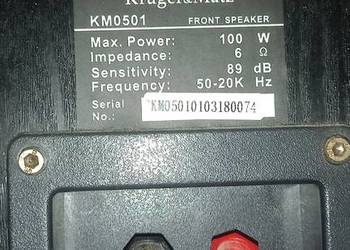 Kruger&Matz
KM0501 FRONT SPEAKER
Max. Power: 100 W
Impedance: 6 Ω
Sensitivity: 89 dB
Frequency: 50-20K Hz
Serial
No.: KM05010103180074